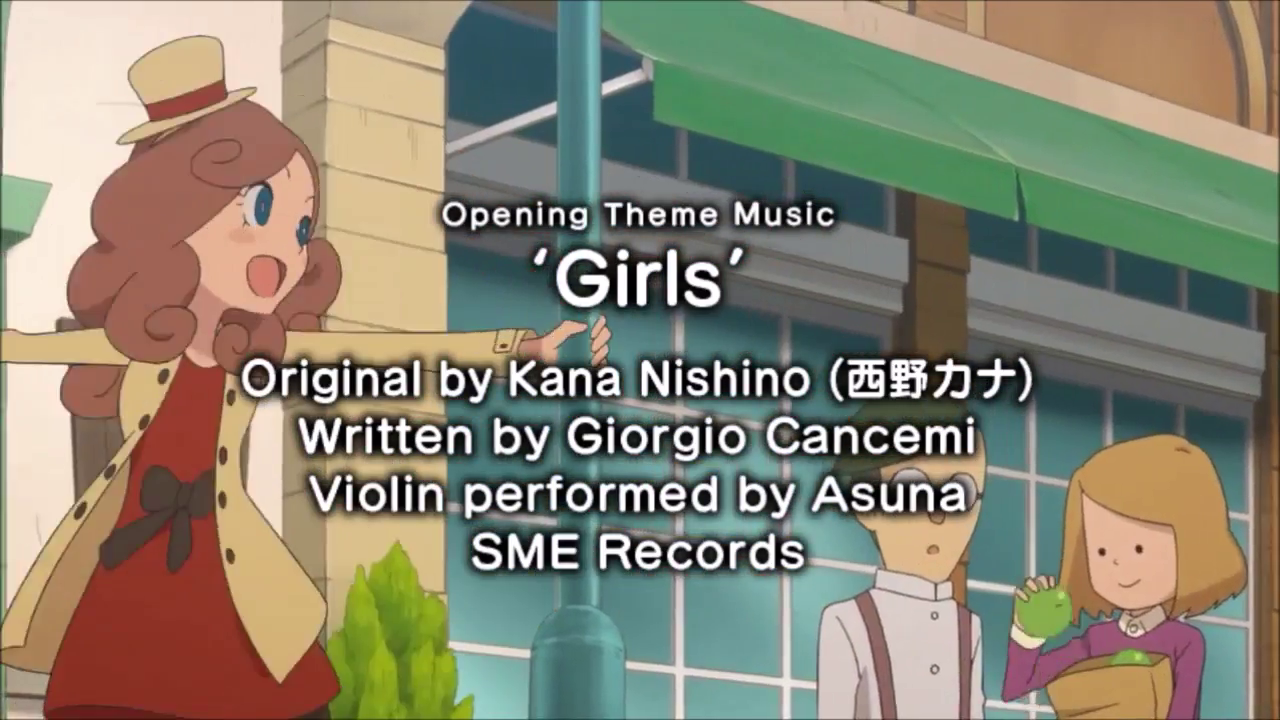 Opening Theme Music
‘Girls’
Original by Kana Nishino (西野カナ)
Written by Giorgio Cancemi
Violin performed by Asuna
SME Records